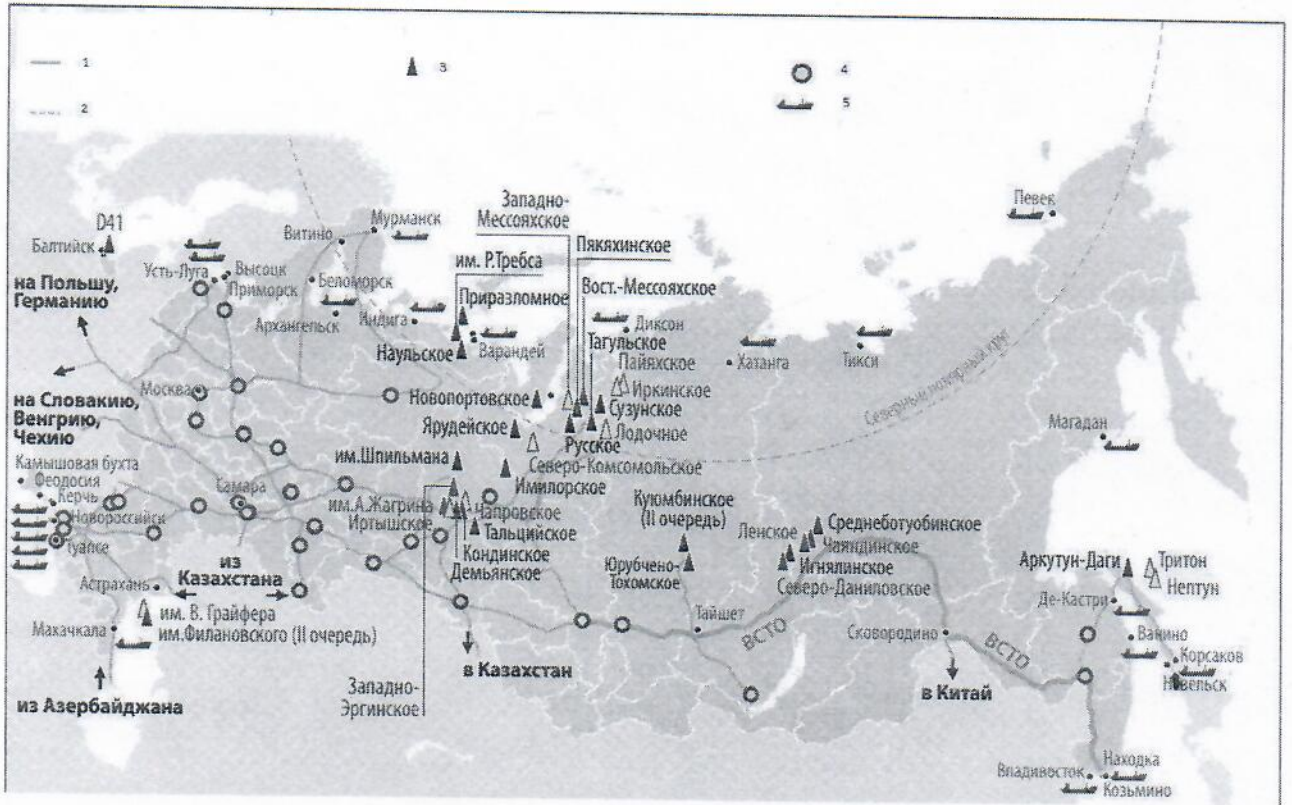 1
3
4
2
5
Западно-
Мессояхское
Певек
D41
Балтийск
Витино
Мурманск
Пякяхинское
им. Р.Требса
на Польшу,
Германию
Усть-Луга
Высоцк
Приморск
Беломорск
Приразломное
Вост.-Мессояхское
Архангельск
Индига
Диксон
Наульское
Варандей
Тагульское
Хатанга
Тикси
Северный полярный круг
Пайяхское
Иркинское
Москва
Новопортовское
Сузунское
на Словакию,
Венгрию,
Чехию
Ярудейское
Русское
Лодочное
Магадан
Камышовая бухта
Феодосия
Керчь
им.Шпильмана
Северо-Комсомольское
Имилорское
Самара
Новороссийск
Туапсе
им.А.Жагрина
Иртышское
Чапровское
Тальцийское
Кондинское
Демьянское
Куюмбинское
(II очередь)
Ленское
Среднеботуобинское
Чаяндинское
Игнялинское
Северо-Даниловское
Юрубчено-
Тохомское
Аркутун-Даги
Тритон
Нептун
из
Казахстана
Астрахань
им. В. Грайфера
им.Филановского (II очередь)
Махачкала
Де-Кастри
Тайшет
ВСТО
Сковородино
ВСТО
Ванино
Корсаков
Невельск
в Казахстан
в Китай
из Азербайджана
Западно-
Эргинское
Владивосток
Находка
Козьмино